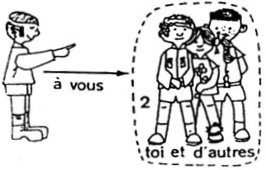 à vous
2
toi et d'autres